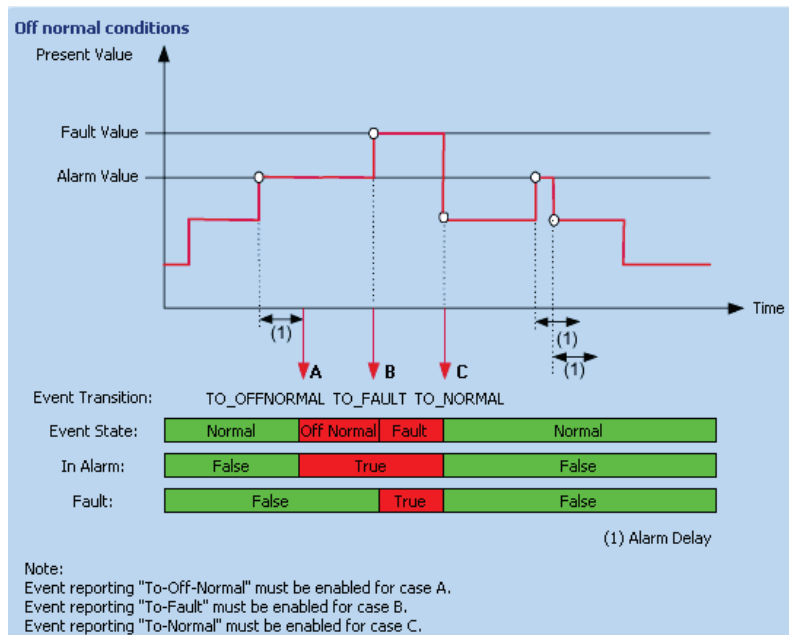 Off normal conditions
Present Value
Fault Value
Alarm Value
Time
(1)
(1)
(1)
A B C
Event Transition: TO_OFFNORMAL TO_FAULT TO_NORMAL
Event State: Normal Off Normal Fault Normal
In Alarm: False True False
Fault: False True False
(1) Alarm Delay
Note:
Event reporting "To-Off-Normal" must be enabled for case A.
Event reporting "To-Fault" must be enabled for case B.
Event reporting "To-Normal" must be enabled for case C.